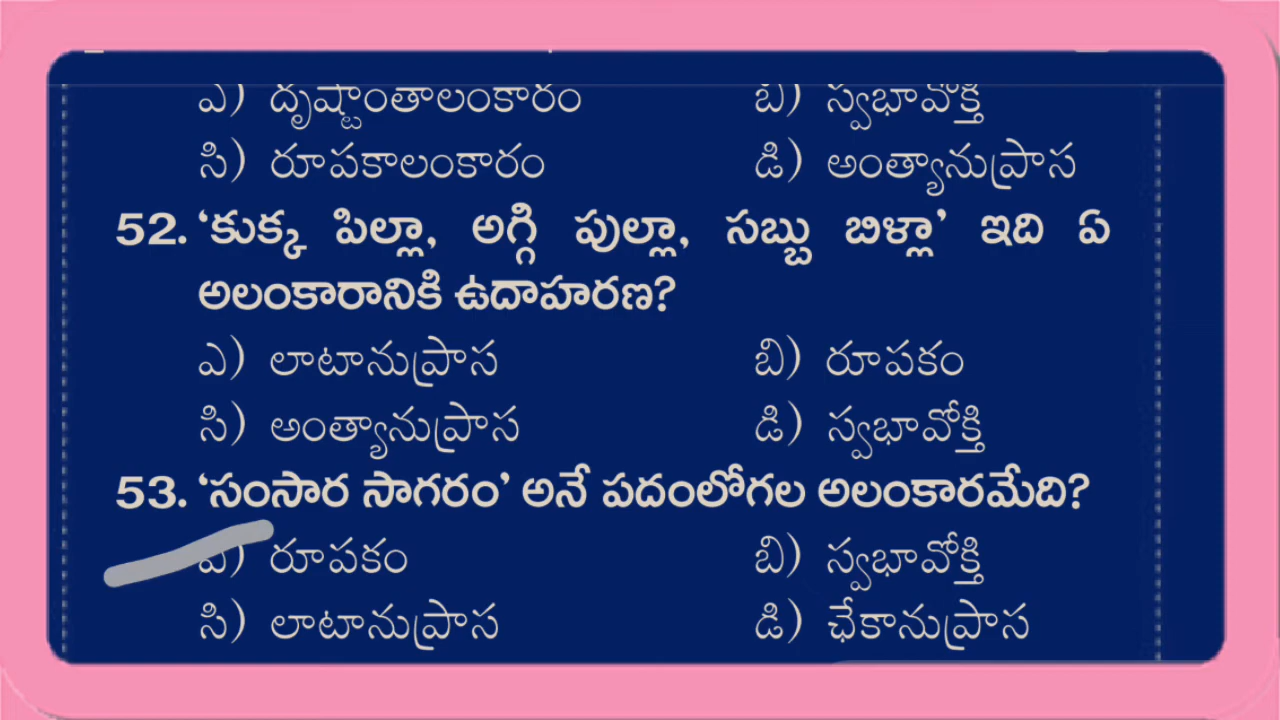 ఎ) దృష్టాంతాలంకారం బి) స్వభావోక్తి
సి) రూపకాలంకారం డి) అంత్యానుప్రాస
52. ‘కుక్క పిల్లా, అగ్గి పుల్లా, సబ్బు బిళ్లా’ ఇది ఏ
అలంకారానికి ఉదాహరణ?
ఎ) లాటానుప్రాస బి) రూపకం
సి) అంత్యానుప్రాస డి) స్వభావోక్తి
53. ‘సంసార సాగరం’ అనే పదంలోగల అలంకారమేది?
ఎ) రూపకం బి) స్వభావోక్తి
సి) లాటానుప్రాస డి) ఛేకానుప్రాస